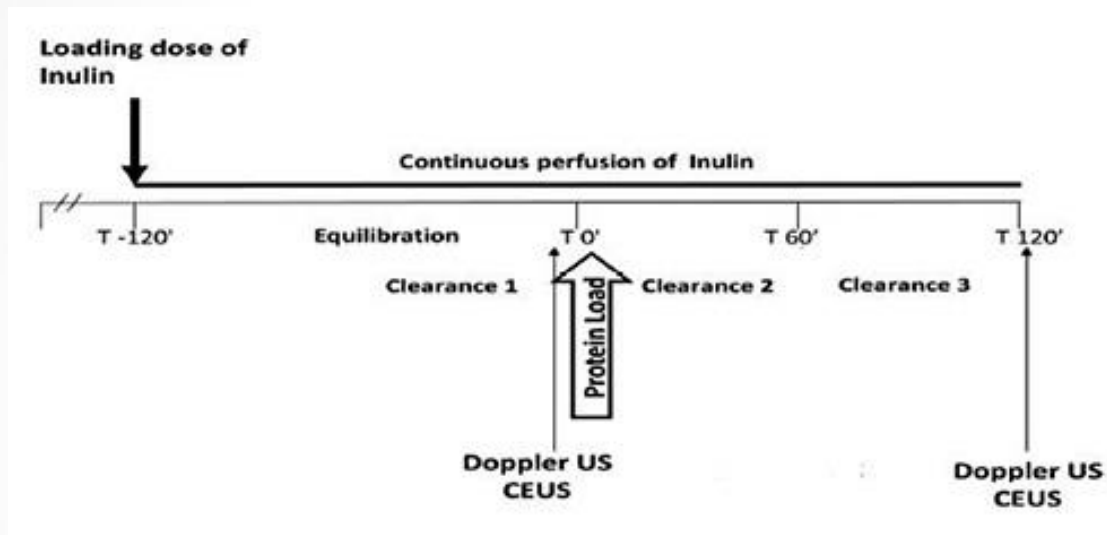 Loading dose of
Inulin
Continuous perfusion of Inulin
T -120'
Equilibration
T 0'
T 60'
T 120'
Clearance 1
Clearance 2
Clearance 3
Protein Load
Doppler US
CEUS
Doppler US
CEUS